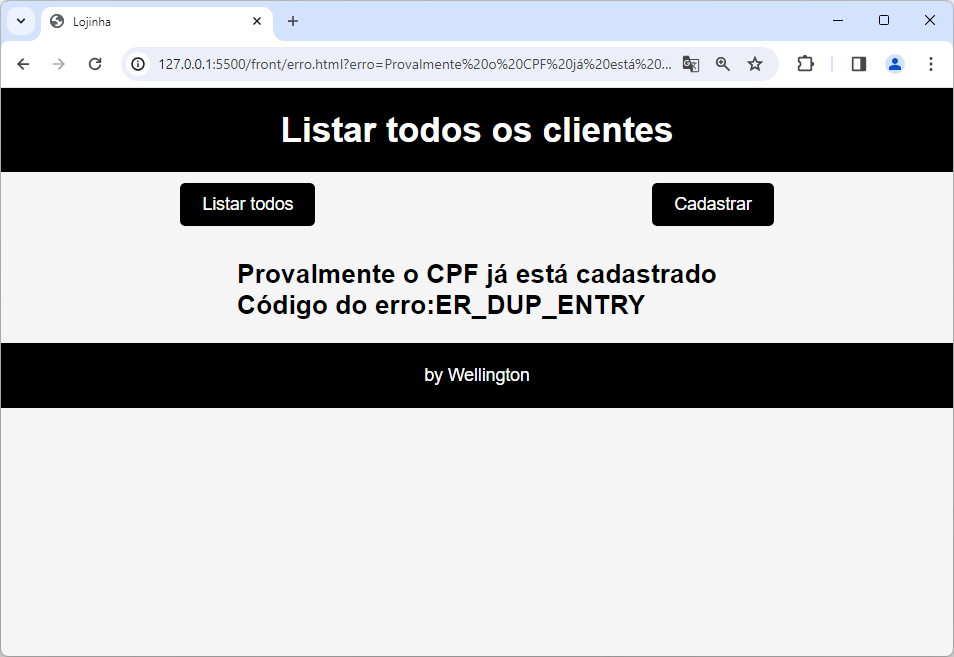 Lojinha
127.0.0.1:5500/front/erro.html?erro=Provalmente%20o%20CPF%20já%20está%20...
Listar todos os clientes
Listar todos
Cadastrar
Provalmente o CPF já está cadastrado
Código do erro:ER_DUP_ENTRY
by Wellington